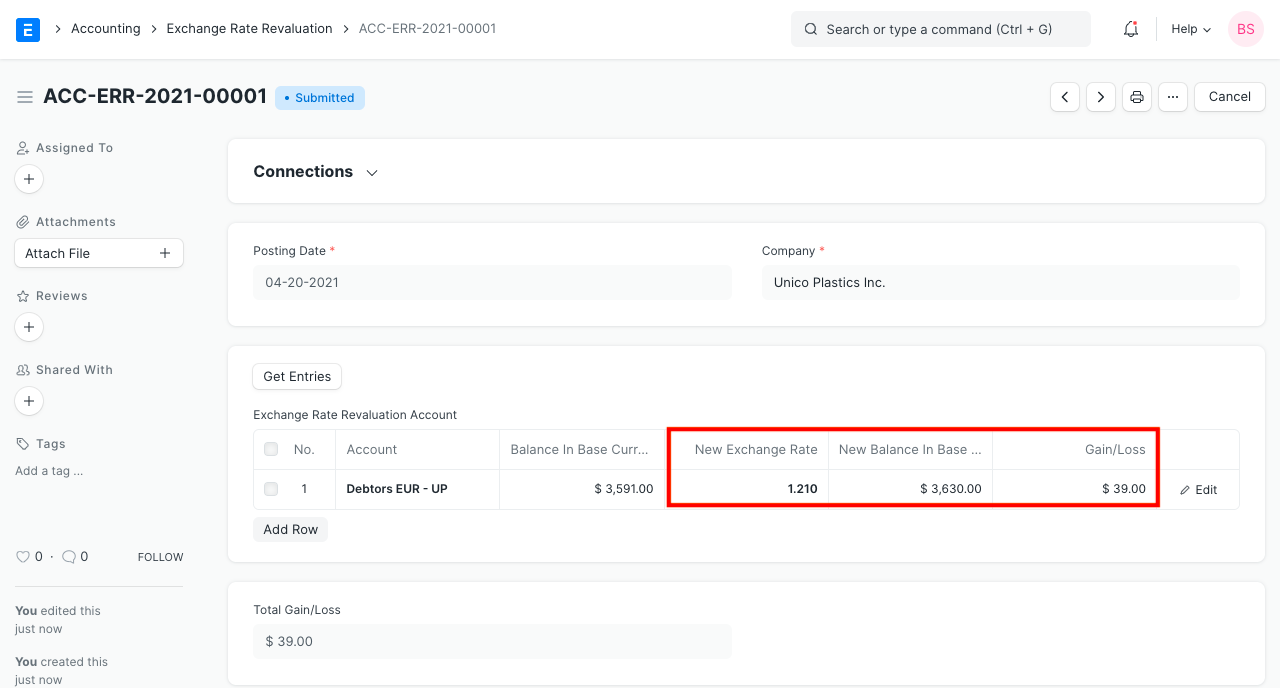 E
Accounting
Exchange Rate Revaluation
ACC-ERR-2021-00001
Search or type a command (Ctrl + G)
Help
BS
ACC-ERR-2021-00001
• Submitted
Cancel
Assigned To
Attachments
Attach File
Reviews
Shared With
Tags
Add a tag ...
0 · 0 FOLLOW
You edited this
just now
You created this
just now
Connections
Posting Date *
04-20-2021
Company *
Unico Plastics Inc.
Get Entries
Exchange Rate Revaluation Account
No. Account Balance In Base Curr... New Exchange Rate New Balance In Base ... Gain/Loss
1 Debtors EUR - UP $ 3,591.00 1.210 $ 3,630.00 $ 39.00 Edit
Add Row
Total Gain/Loss
$ 39.00